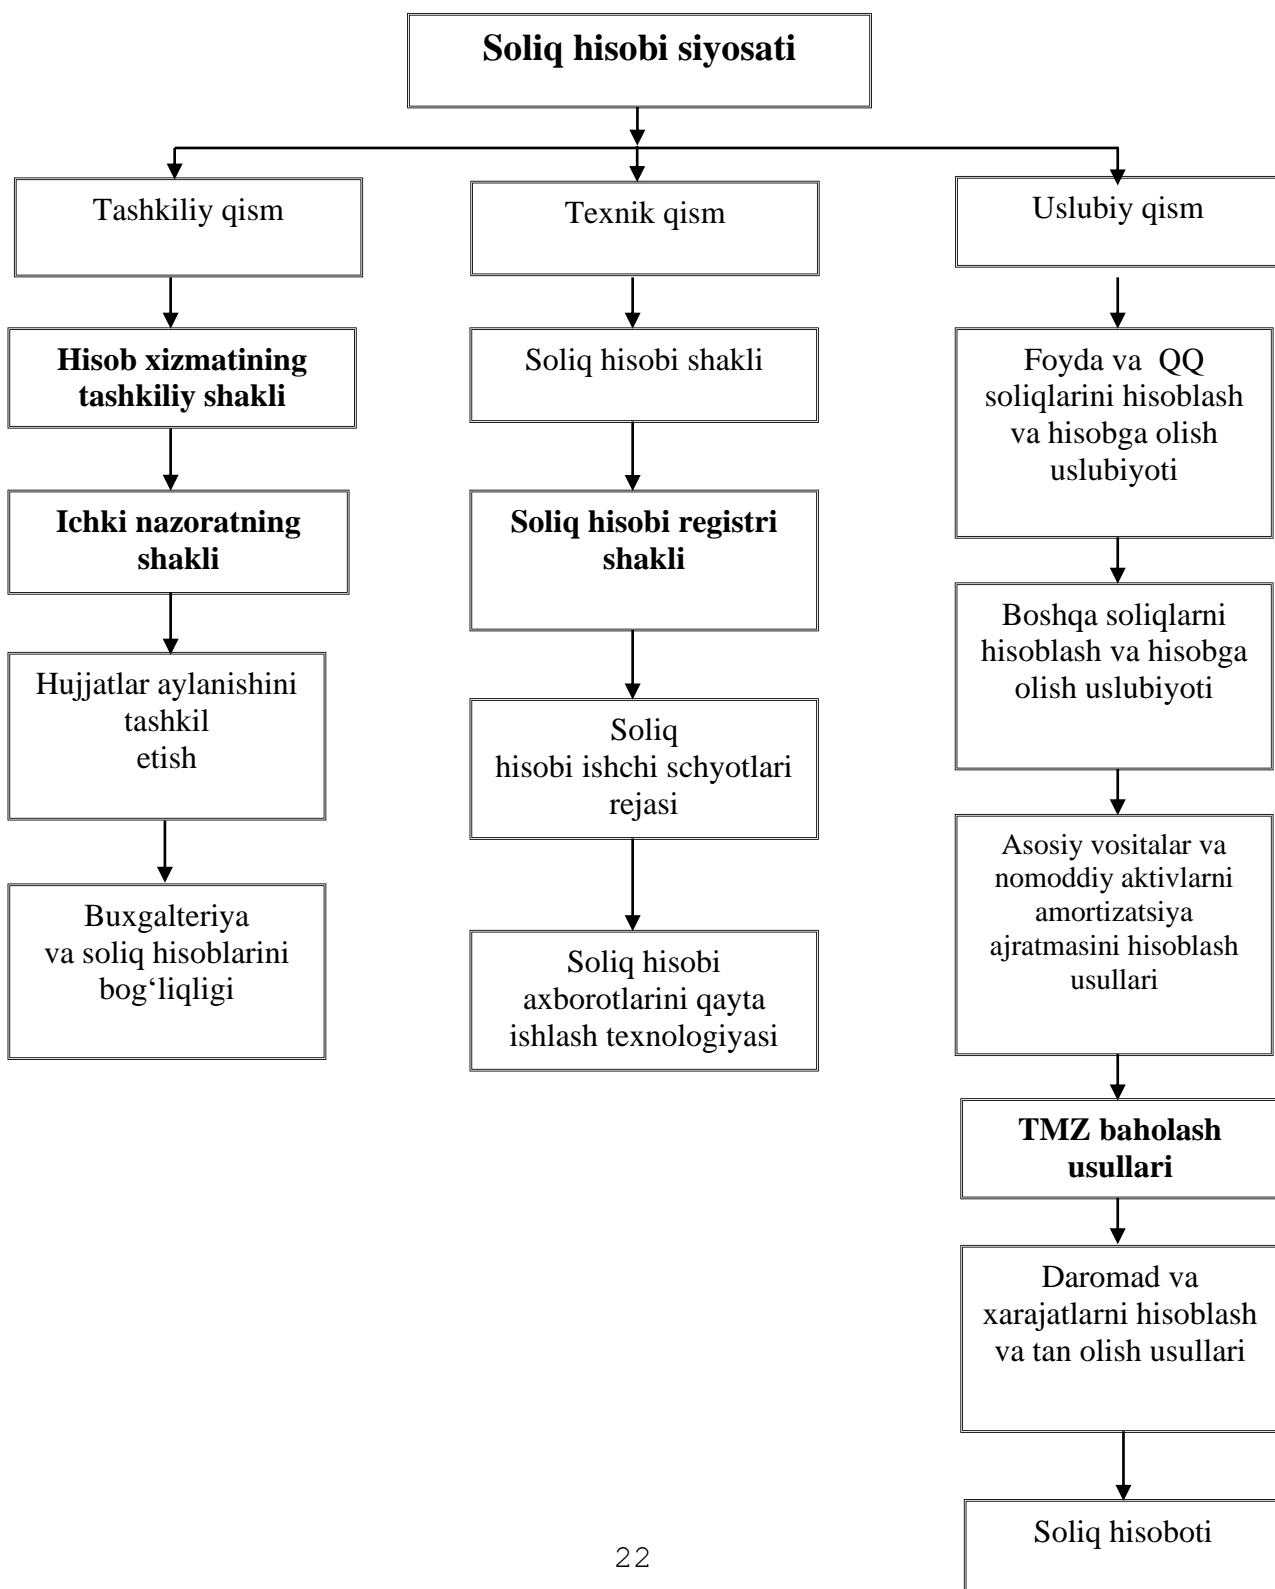 Soliq hisobi siyosati
Tashkiliy qism
Texnik qism
Uslubiy qism
Hisob xizmatining
tashkiliy shakli
Soliq hisobi shakli
Foyda va QQ
soliqlarini hisoblash
va hisobga olish
uslubiyoti
Ichki nazoratning
shakli
Soliq hisobi registri
shakli
Boshqa soliqlarni
hisoblash va hisobga
olish uslubiyoti
Hujjatlar aylanishini
tashkil
etish
Soliq
hisobi ishchi schyotlari
rejasi
Asosiy vositalar va
nomoddiy aktivlarni
amortizatsiya
ajratmasini hisoblash
usullari
Buxgalteriya
va soliq hisoblarini
bog‘liqligi
Soliq hisobi
axborotlarini qayta
ishlash texnologiyasi
TMZ baholash
usullari
Daromad va
xarajatlarni hisoblash
va tan olish usullari
Soliq hisoboti
22